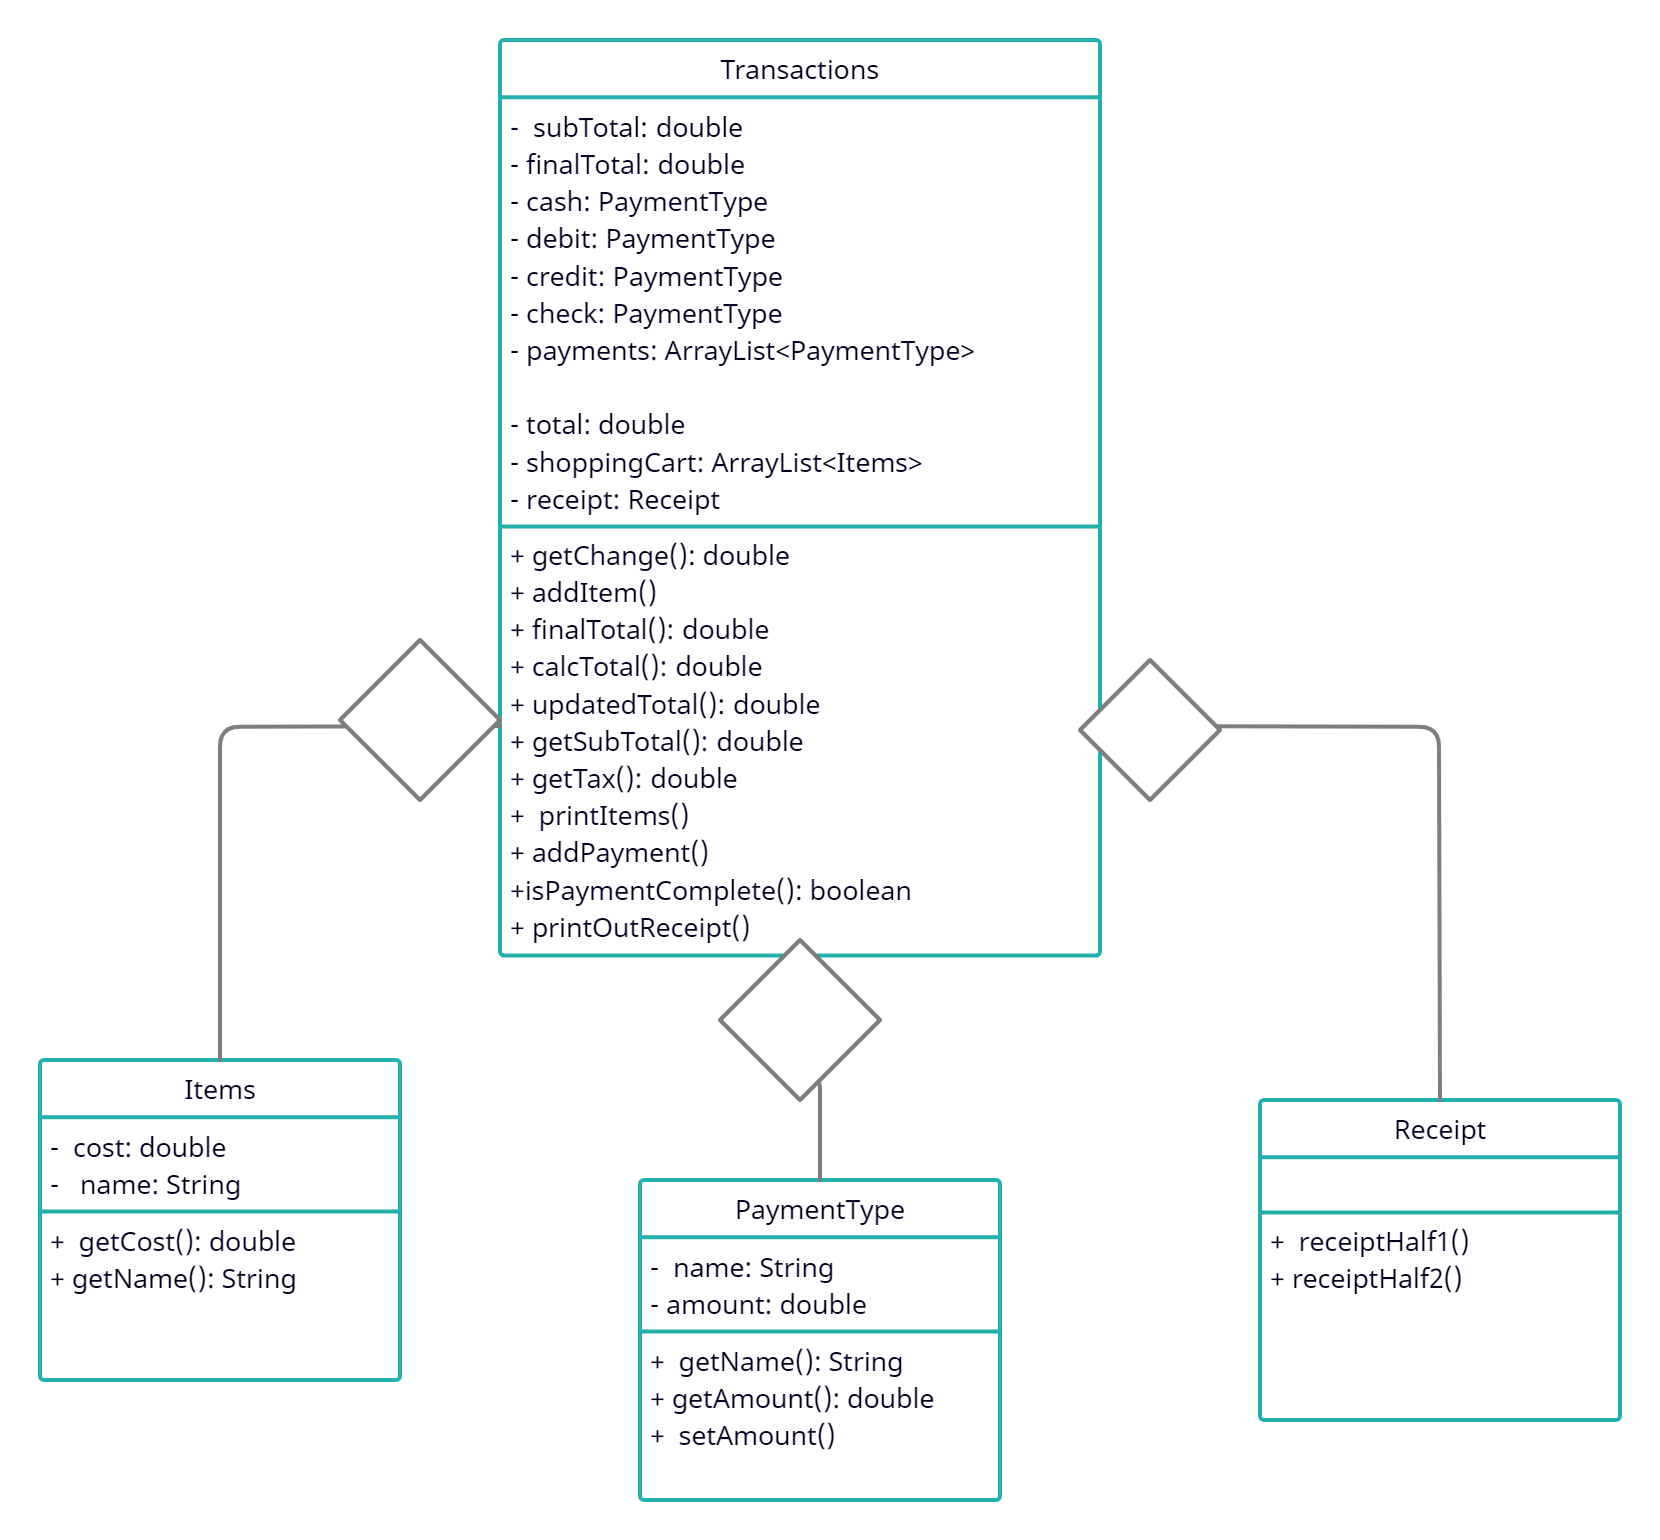 Transactions
-  subTotal: double
- finalTotal: double
- cash: PaymentType
- debit: PaymentType
- credit: PaymentType
- check: PaymentType
- payments: ArrayList<PaymentType>
- total: double
- shoppingCart: ArrayList<Items>
- receipt: Receipt
+ getChange(): double
+ addItem()
+ finalTotal(): double
+ calcTotal(): double
+ updatedTotal(): double
+ getSubTotal(): double
+ getTax(): double
+  printItems()
+ addPayment()
+isPaymentComplete(): boolean
+ printOutReceipt()
Items
-  cost: double
-   name: String
+  getCost(): double
+ getName(): String
PaymentType
-  name: String
- amount: double
+  getName(): String
+ getAmount(): double
+  setAmount()
Receipt
+  receiptHalf1()
+ receiptHalf2()